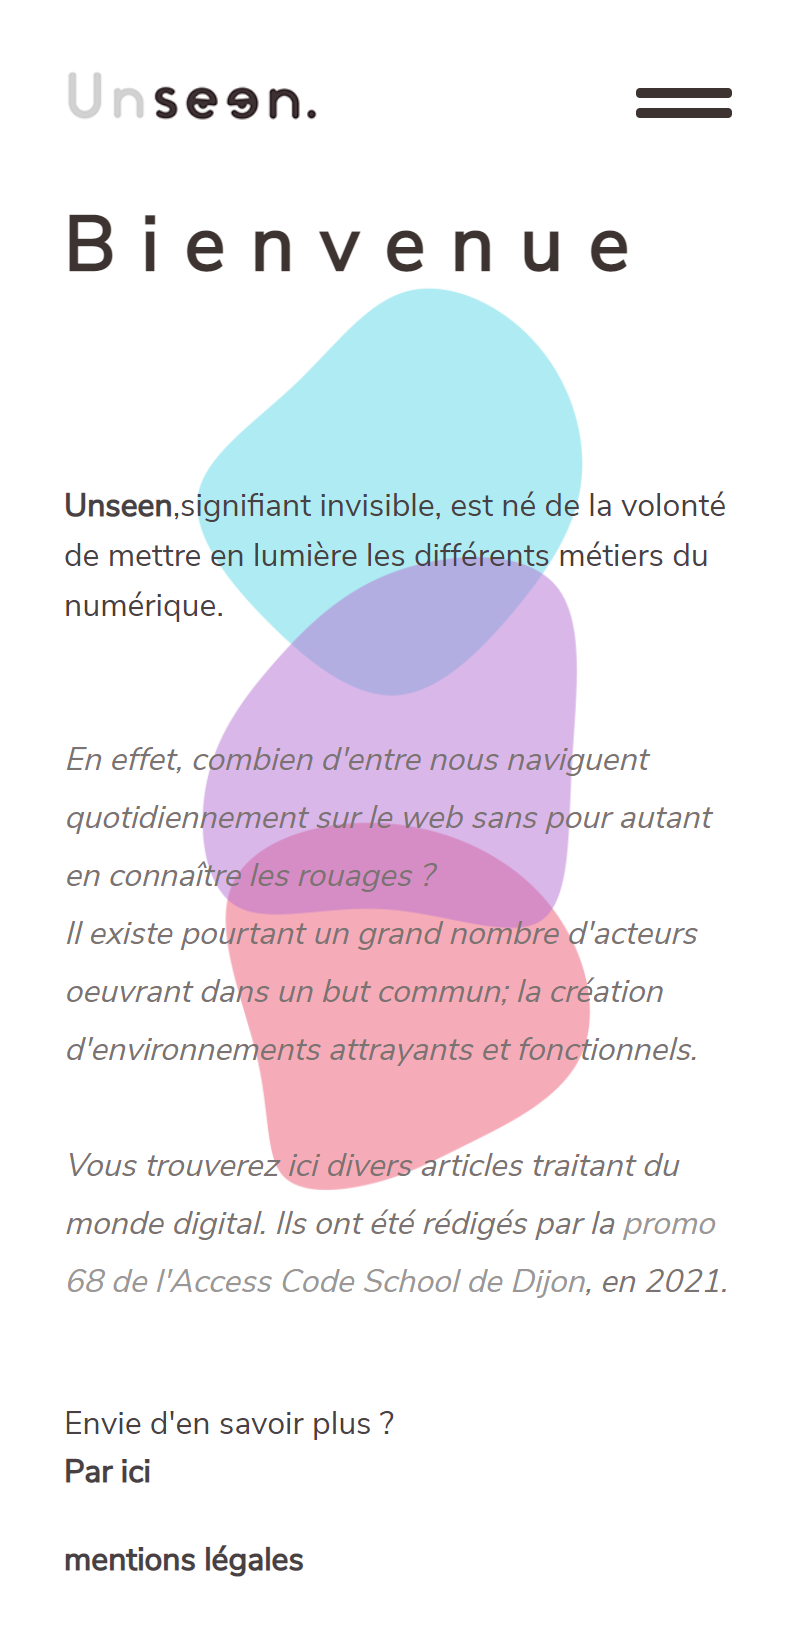 Unseen.
Bienvenue
Unseen,signifiant invisible, est né de la volonté
de mettre en lumière les différents métiers du
numérique.
En effet, combien d'entre nous naviguent
quotidiennement sur le web sans pour autant
en connaître les rouages ?
Il existe pourtant un grand nombre d'acteurs
oeuvrant dans un but commun; la création
d'environnements attrayants et fonctionnels.
Vous trouverez ici divers articles traitant du
monde digital. Ils ont été rédigés par la promo
68 de l'Access Code School de Dijon, en 2021.
Envie d'en savoir plus ?
Par ici
mentions légales